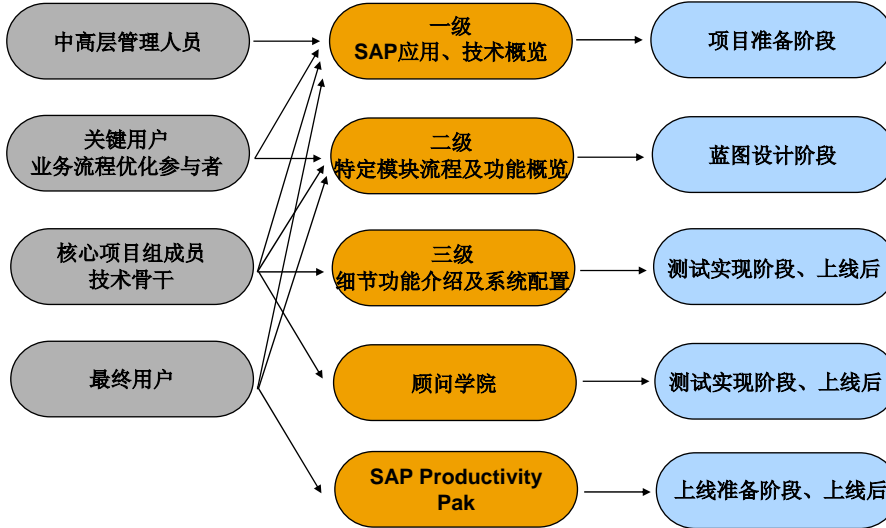 中高层管理人员
一级
SAP应用、技术概览
项目准备阶段
关键用户
业务流程优化参与者
二级
特定模块流程及功能概览
蓝图设计阶段
核心项目组成员
技术骨干
三级
细节功能介绍及系统配置
测试实现阶段、上线后
最终用户
顾问学院
测试实现阶段、上线后
SAP Productivity
Pak
上线准备阶段、上线后